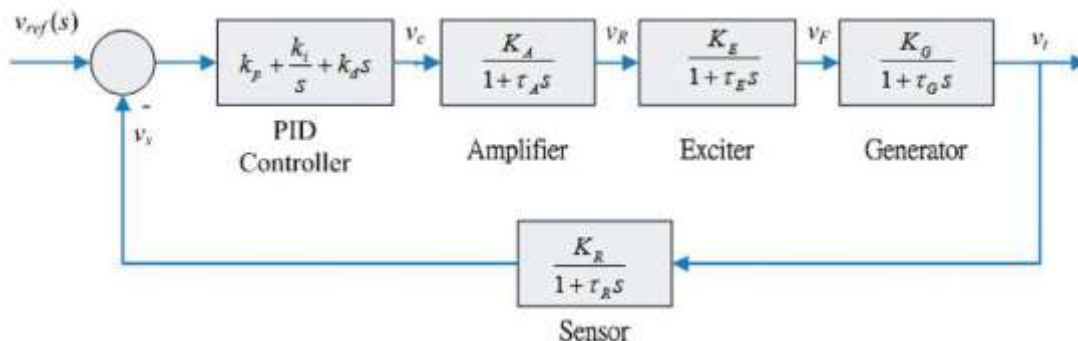 v_ref(s)
k_p + k_i/s + k_d s
v_c
K_A/(1+τ_A s)
v_R
K_E/(1+τ_E s)
v_F
K_G/(1+τ_G s)
v_t
-
v_s
PID
Controller
Amplifier
Exciter
Generator
K_R/(1+τ_R s)
Sensor